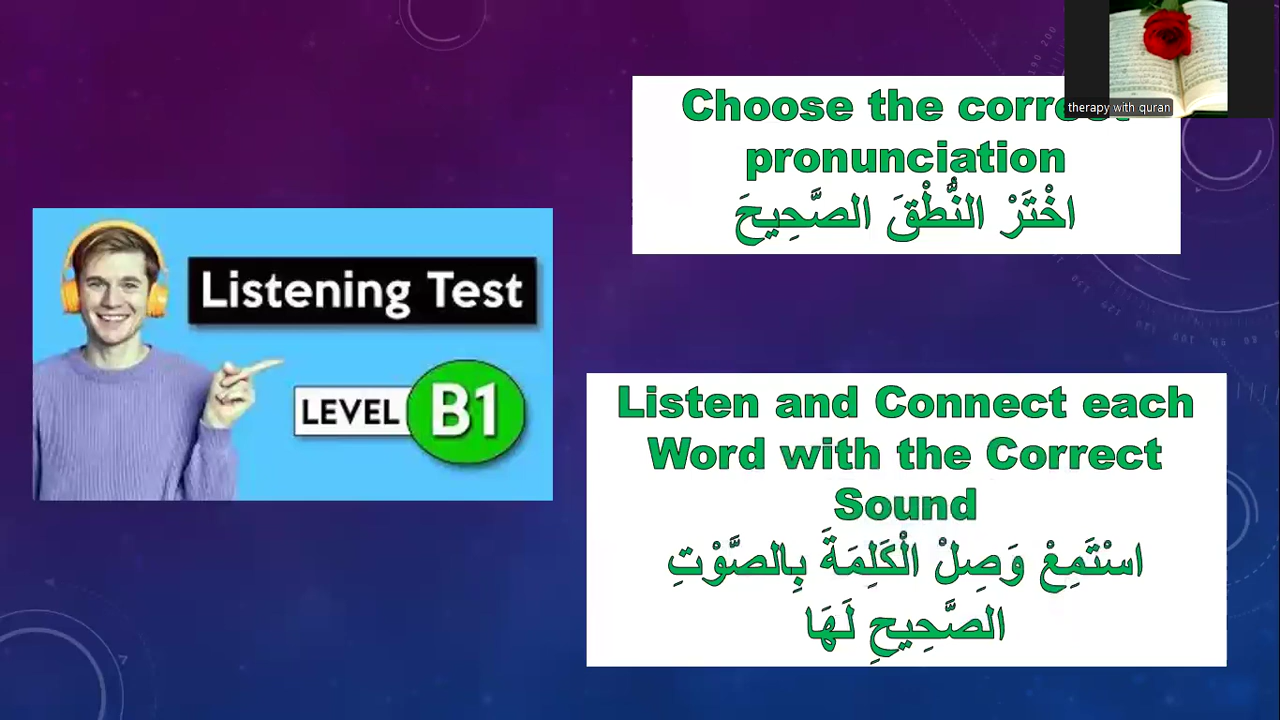 therapy with quran
Choose the correct
pronunciation
اخْتَرْ النُّطْقَ الصَّحِيحَ
Listening Test
LEVEL B1
Listen and Connect each
Word with the Correct
Sound
اسْتَمِعْ وَصِلْ الْكَلِمَةَ بِالصَّوْتِ
الصَّحِيحِ لَهَا